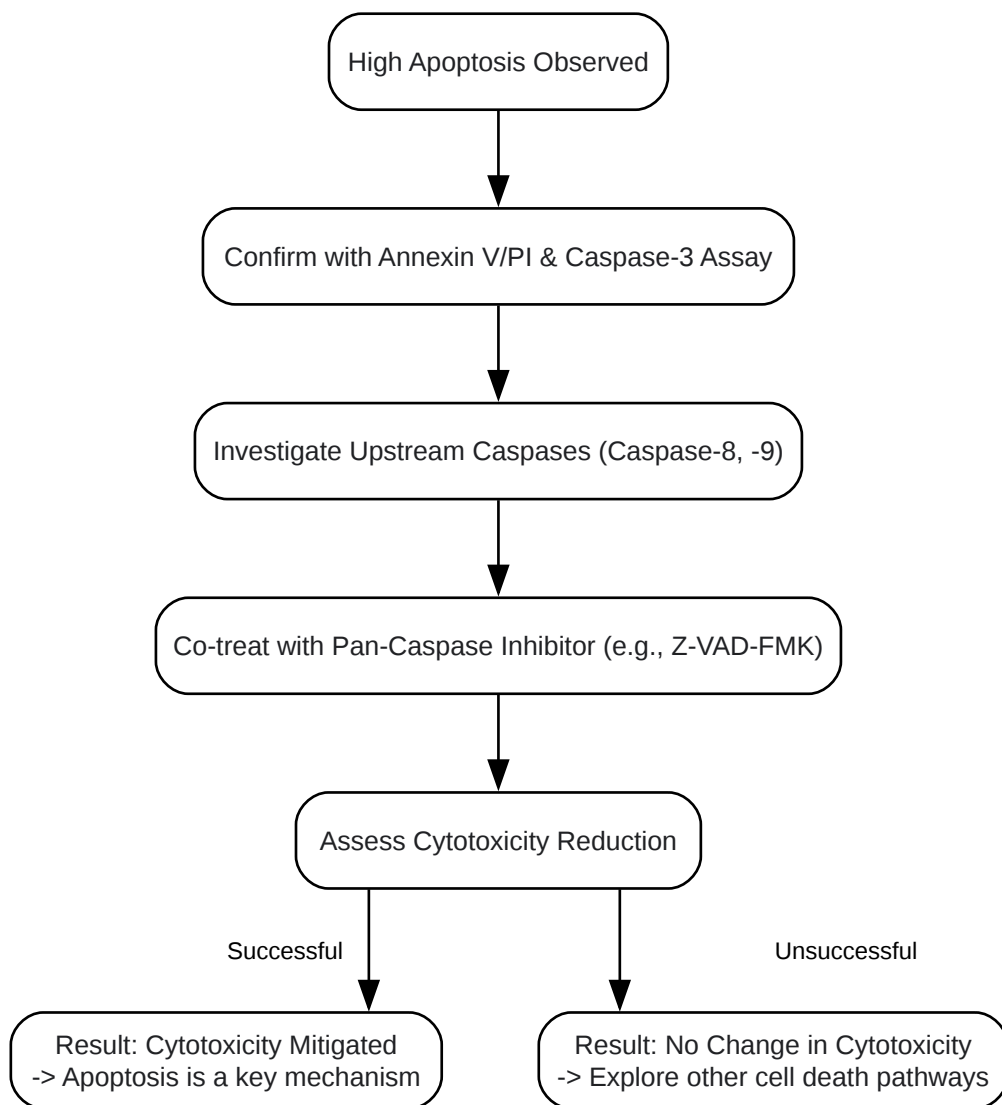 High Apoptosis Observed
Confirm with Annexin V/PI & Caspase-3 Assay
Investigate Upstream Caspases (Caspase-8, -9)
Co-treat with Pan-Caspase Inhibitor (e.g., Z-VAD-FMK)
Assess Cytotoxicity Reduction
Successful
Unsuccessful
Result: Cytotoxicity Mitigated
-> Apoptosis is a key mechanism
Result: No Change in Cytotoxicity
-> Explore other cell death pathways